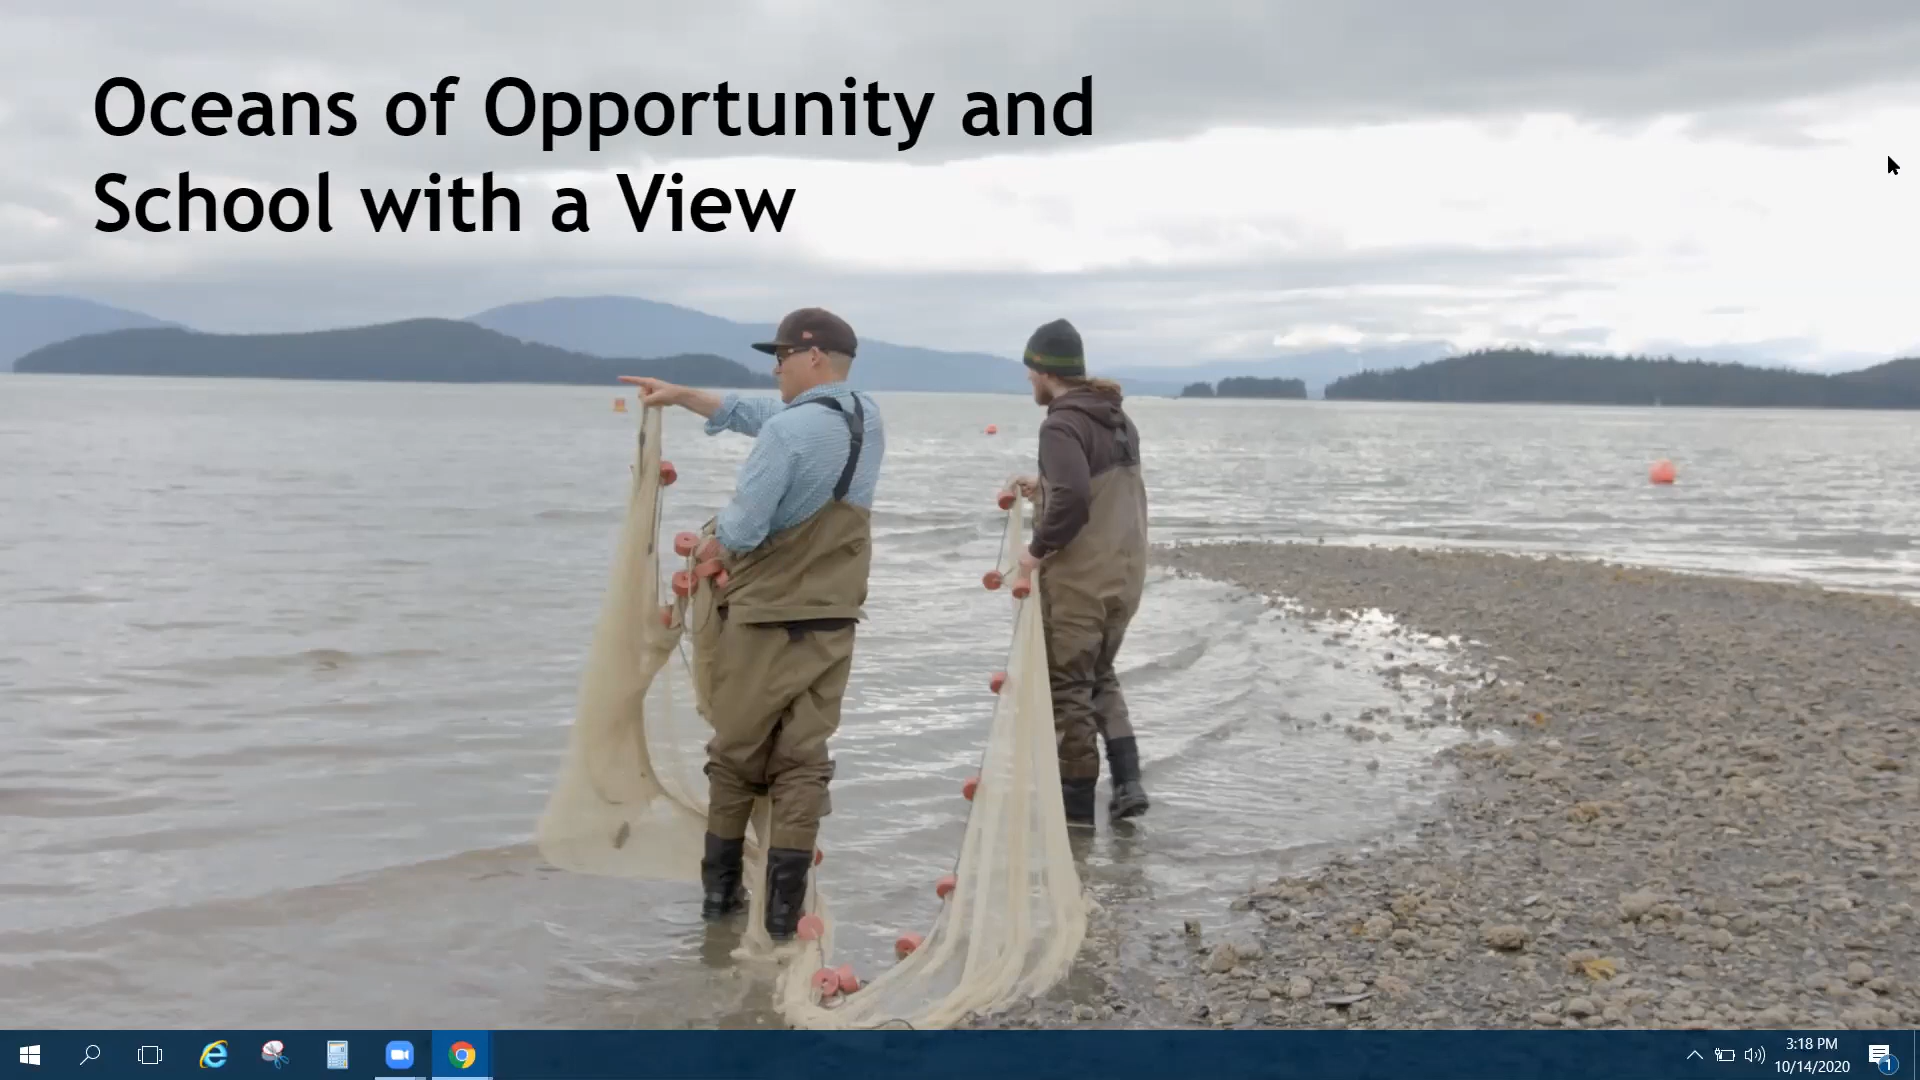 Oceans of Opportunity and
School with a View
3:18 PM
10/14/2020
1